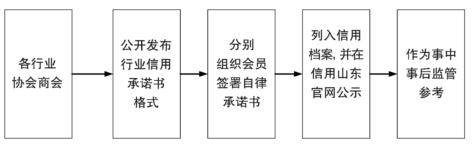 各行业
协会商会
公开发布
行业信用
承诺书
格式
分别
组织会员
签署自律
承诺书
列入信用
档案,并在
信用山东
官网公示
作为事中
事后监管
参考